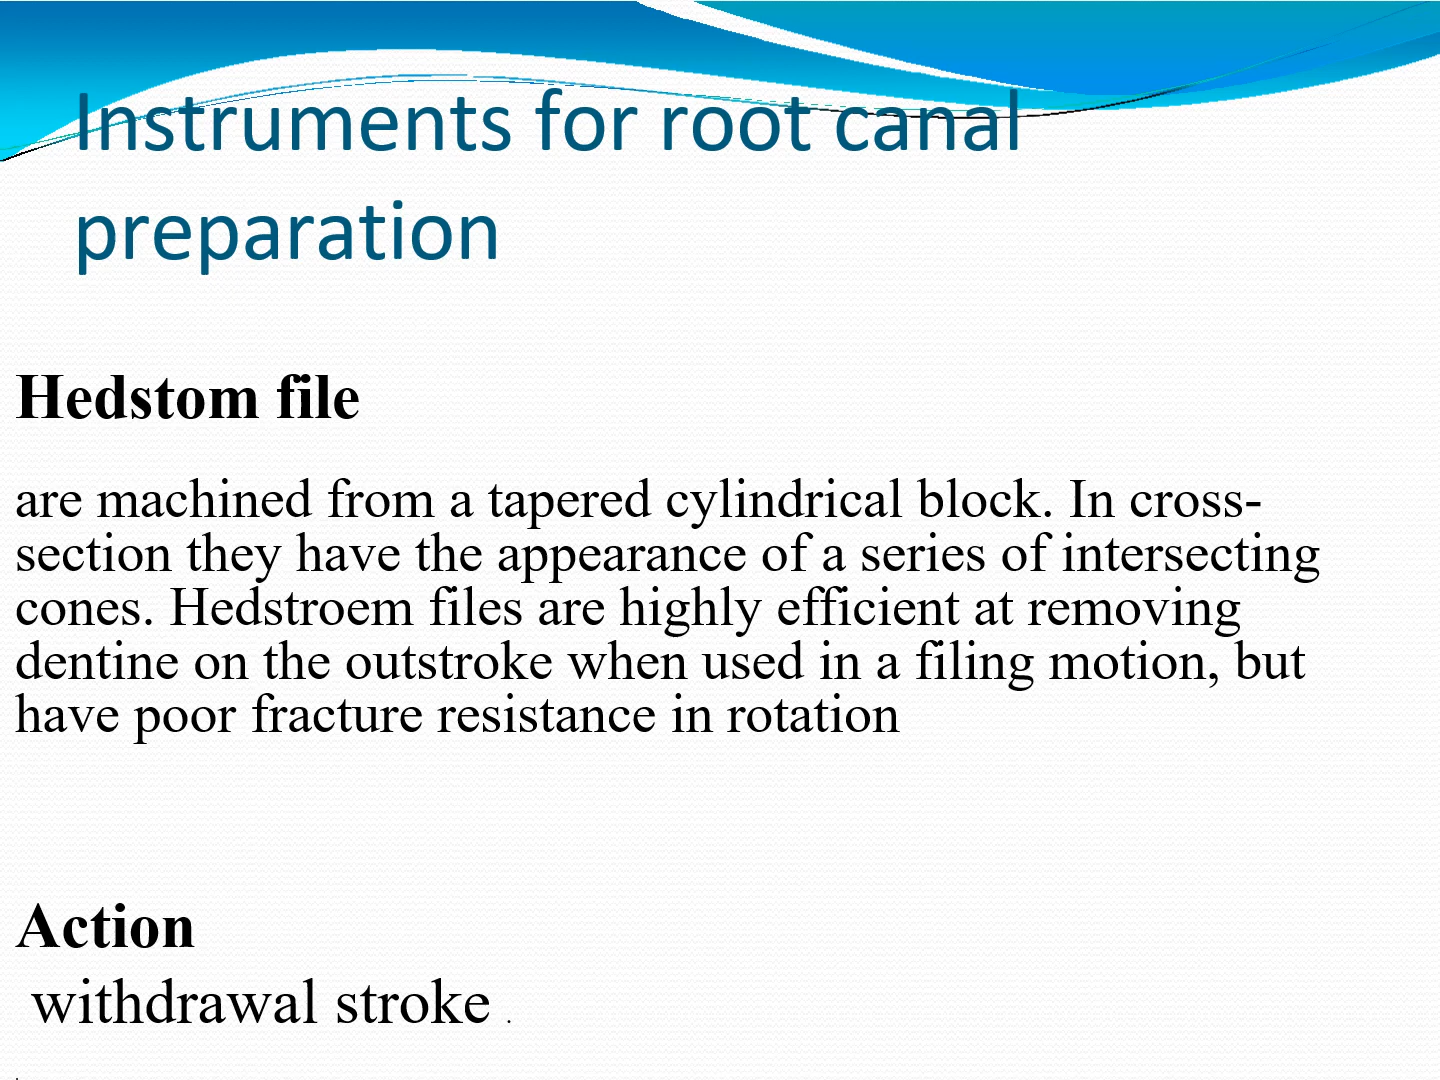 Instruments for root canal
preparation
Hedstom file
are machined from a tapered cylindrical block. In cross-
section they have the appearance of a series of intersecting
cones. Hedstroem files are highly efficient at removing
dentine on the outstroke when used in a filing motion, but
have poor fracture resistance in rotation
Action
withdrawal stroke .
.